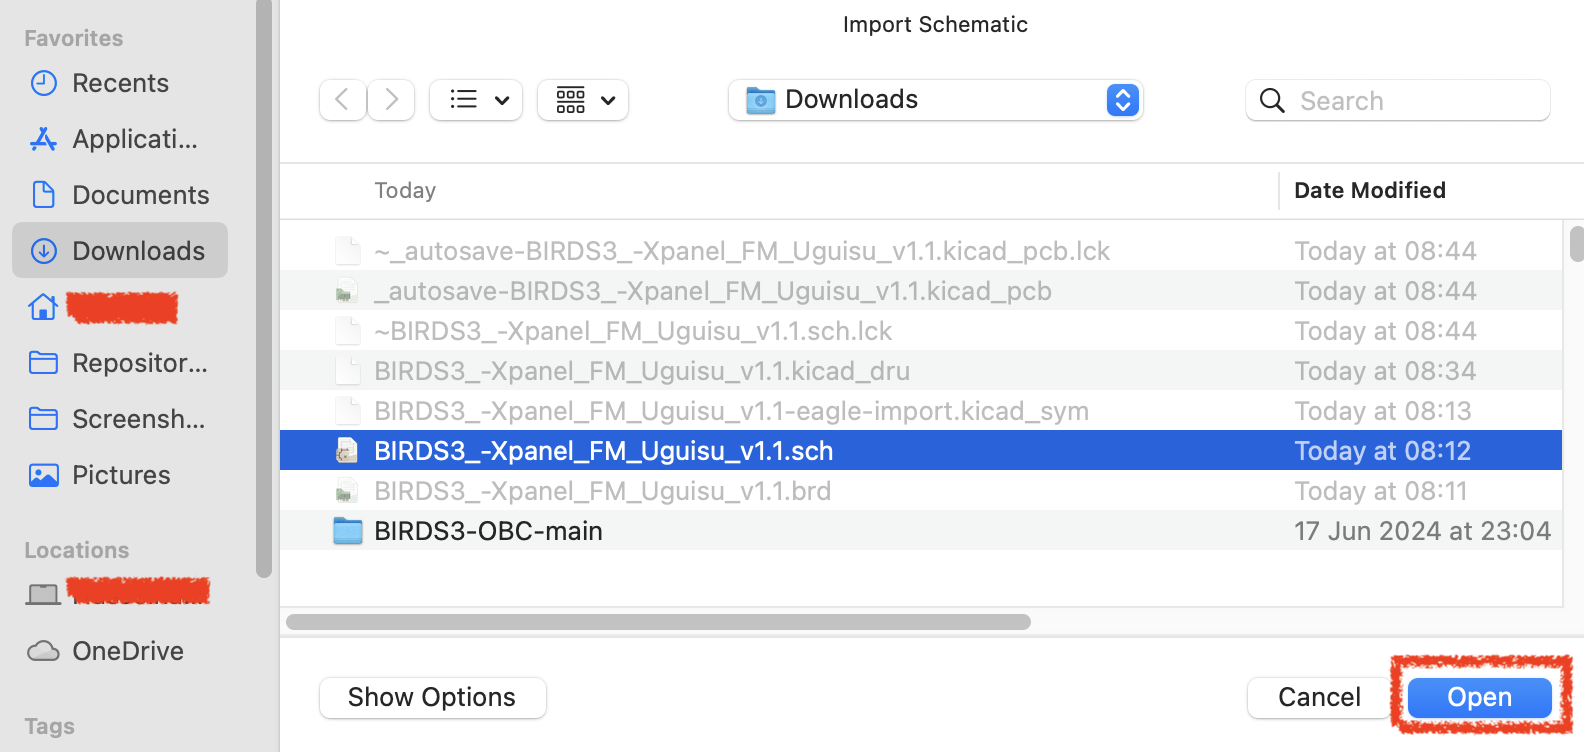 Import Schematic
Favorites
Recents
Applicati...
Documents
Downloads
Repositor...
Screensh...
Pictures
Locations
OneDrive
Tags
Downloads
Search
Today
Date Modified
~_autosave-BIRDS3_-Xpanel_FM_Uguisu_v1.1.kicad_pcb.lck Today at 08:44
_autosave-BIRDS3_-Xpanel_FM_Uguisu_v1.1.kicad_pcb Today at 08:44
~BIRDS3_-Xpanel_FM_Uguisu_v1.1.sch.lck Today at 08:44
BIRDS3_-Xpanel_FM_Uguisu_v1.1.kicad_dru Today at 08:34
BIRDS3_-Xpanel_FM_Uguisu_v1.1-eagle-import.kicad_sym Today at 08:13
BIRDS3_-Xpanel_FM_Uguisu_v1.1.sch Today at 08:12
BIRDS3_-Xpanel_FM_Uguisu_v1.1.brd Today at 08:11
BIRDS3-OBC-main 17 Jun 2024 at 23:04
Show Options
Cancel
Open